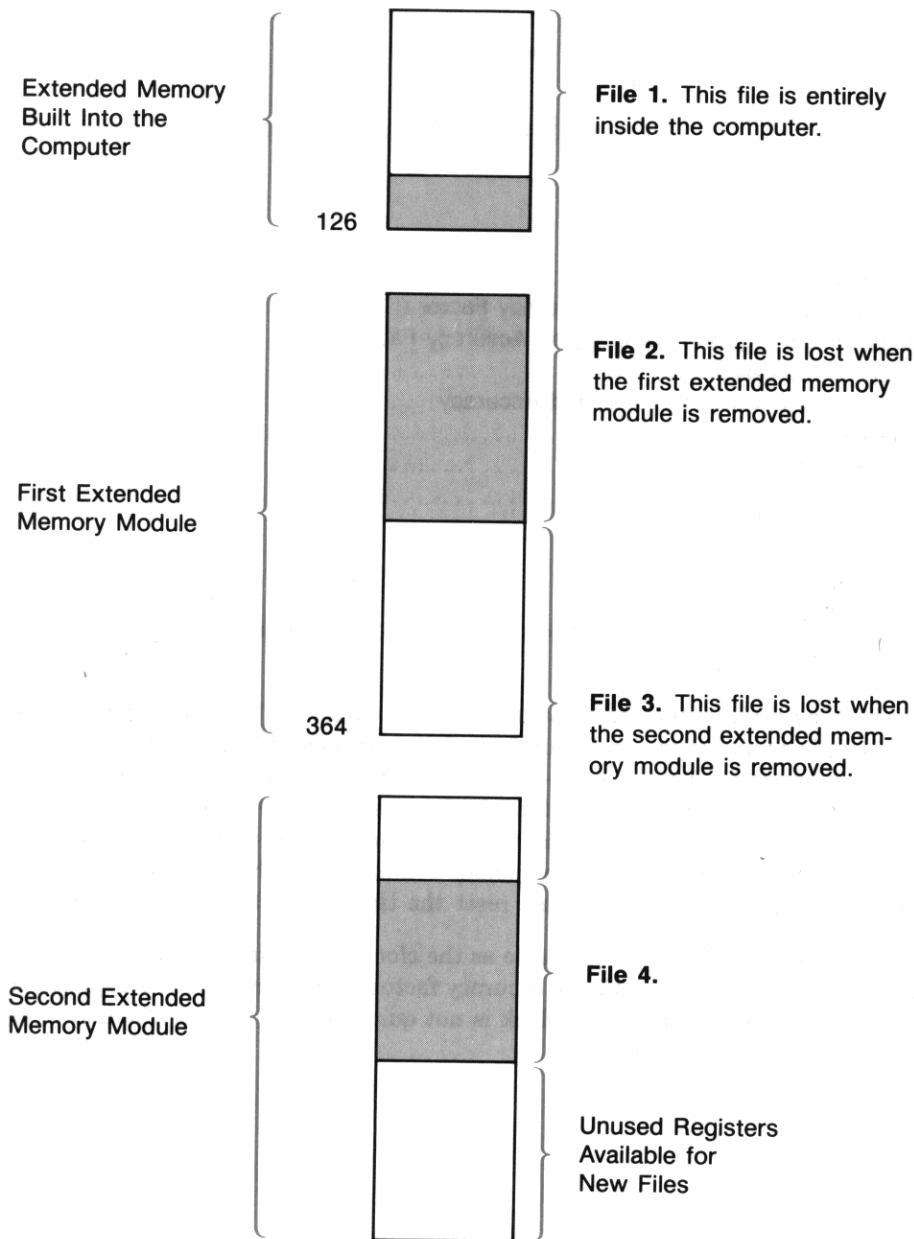 Extended Memory
Built Into the
Computer
File 1. This file is entirely
inside the computer.
126
File 2. This file is lost when
the first extended memory
module is removed.
First Extended
Memory Module
364
File 3. This file is lost when
the second extended mem-
ory module is removed.
Second Extended
Memory Module
File 4.
Unused Registers
Available for
New Files